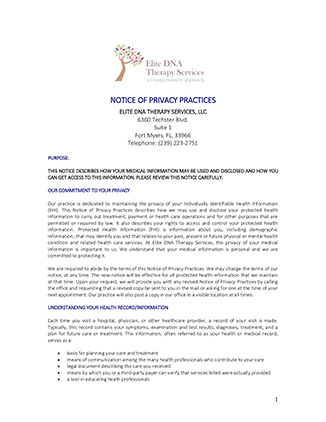 Elite DNA
Therapy Services
a comprehensive approach
NOTICE OF PRIVACY PRACTICES
ELITE DNA THERAPY SERVICES, LLC
6360 Techster Blvd.
Suite 1
Fort Myers, FL, 33966
Telephone: (239) 223-2751
PURPOSE:
THIS NOTICE DESCRIBES HOW YOUR MEDICAL INFORMATION MAY BE USED AND DISCLOSED AND HOW YOU
CAN GET ACCESS TO THIS INFORMATION. PLEASE REVIEW THIS NOTICE CAREFULLY.
OUR COMMITMENT TO YOUR PRIVACY
Our practice is dedicated to maintaining the privacy of your Individually Identifiable Health Information
(IIHI). This Notice of Privacy Practices describes how we may use and disclose your protected health
information to carry out treatment, payment or health care operations and for other purposes that are
permitted or required by law. It also describes your rights to access and control your protected health
information. Protected Health Information (PHI) is information about you, including demographic
information, that may identify you and that relates to your past, present or future physical or mental health
condition and related health care services. At Elite DNA Therapy Services, the privacy of your medical
information is important to us. We understand that your medical information is personal and we are
committed to protecting it.
We are required to abide by the terms of this Notice of Privacy Practices. We may change the terms of our
notice, at any time. The new notice will be effective for all protected health information that we maintain
at that time. Upon your request, we will provide you with any revised Notice of Privacy Practices by calling
the office and requesting that a revised copy be sent to you in the mail or asking for one at the time of your
next appointment. Our practice will also post a copy in our office in a visible location at all times.
UNDERSTANDING YOUR HEALTH RECORD/INFORMATION
Each time you visit a hospital, physician, or other healthcare provider, a record of your visit is made.
Typically, this record contains your symptoms, examination and test results, diagnoses, treatment, and a
plan for future care or treatment. This information, often referred to as your health or medical record,
serves as a:
• basis for planning your care and treatment
• means of communication among the many health professionals who contribute to your care
• legal document describing the care you received
• means by which you or a third-party payer can verify that services billed were actually provided
• a tool in educating heath professionals
1